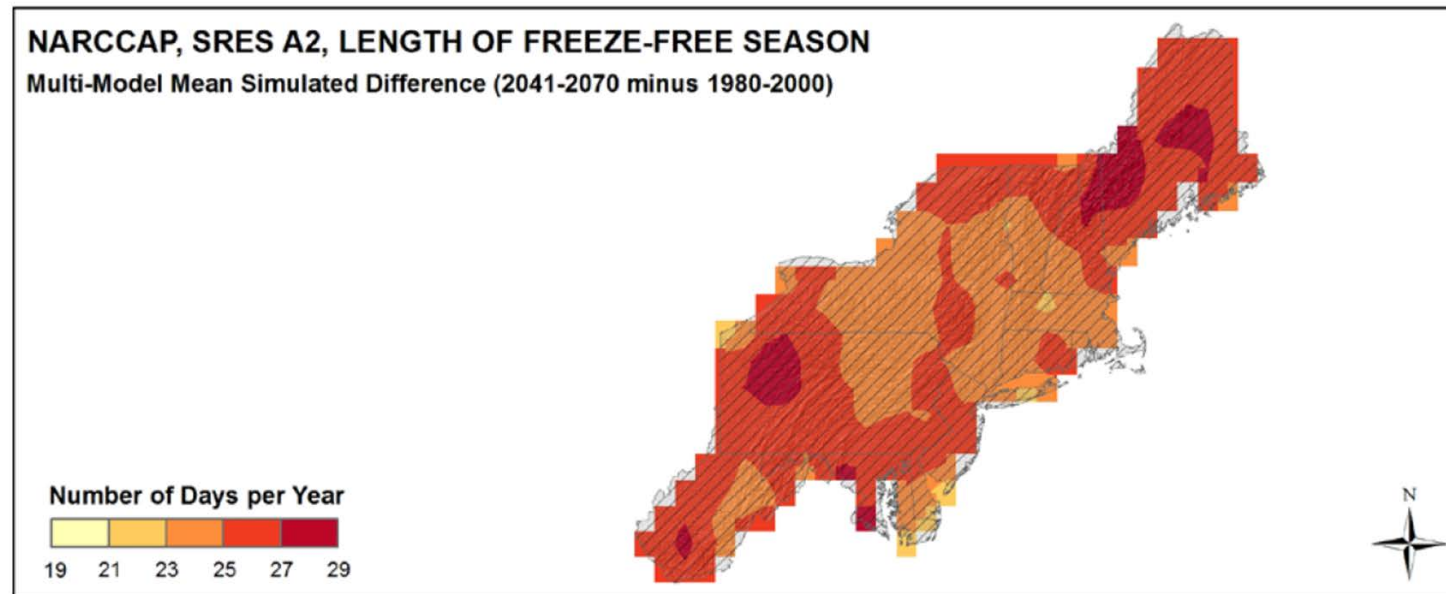 NARCCAP, SRES A2, LENGTH OF FREEZE-FREE SEASON
Multi-Model Mean Simulated Difference (2041-2070 minus 1980-2000)
Number of Days per Year
19 21 23 25 27 29
N